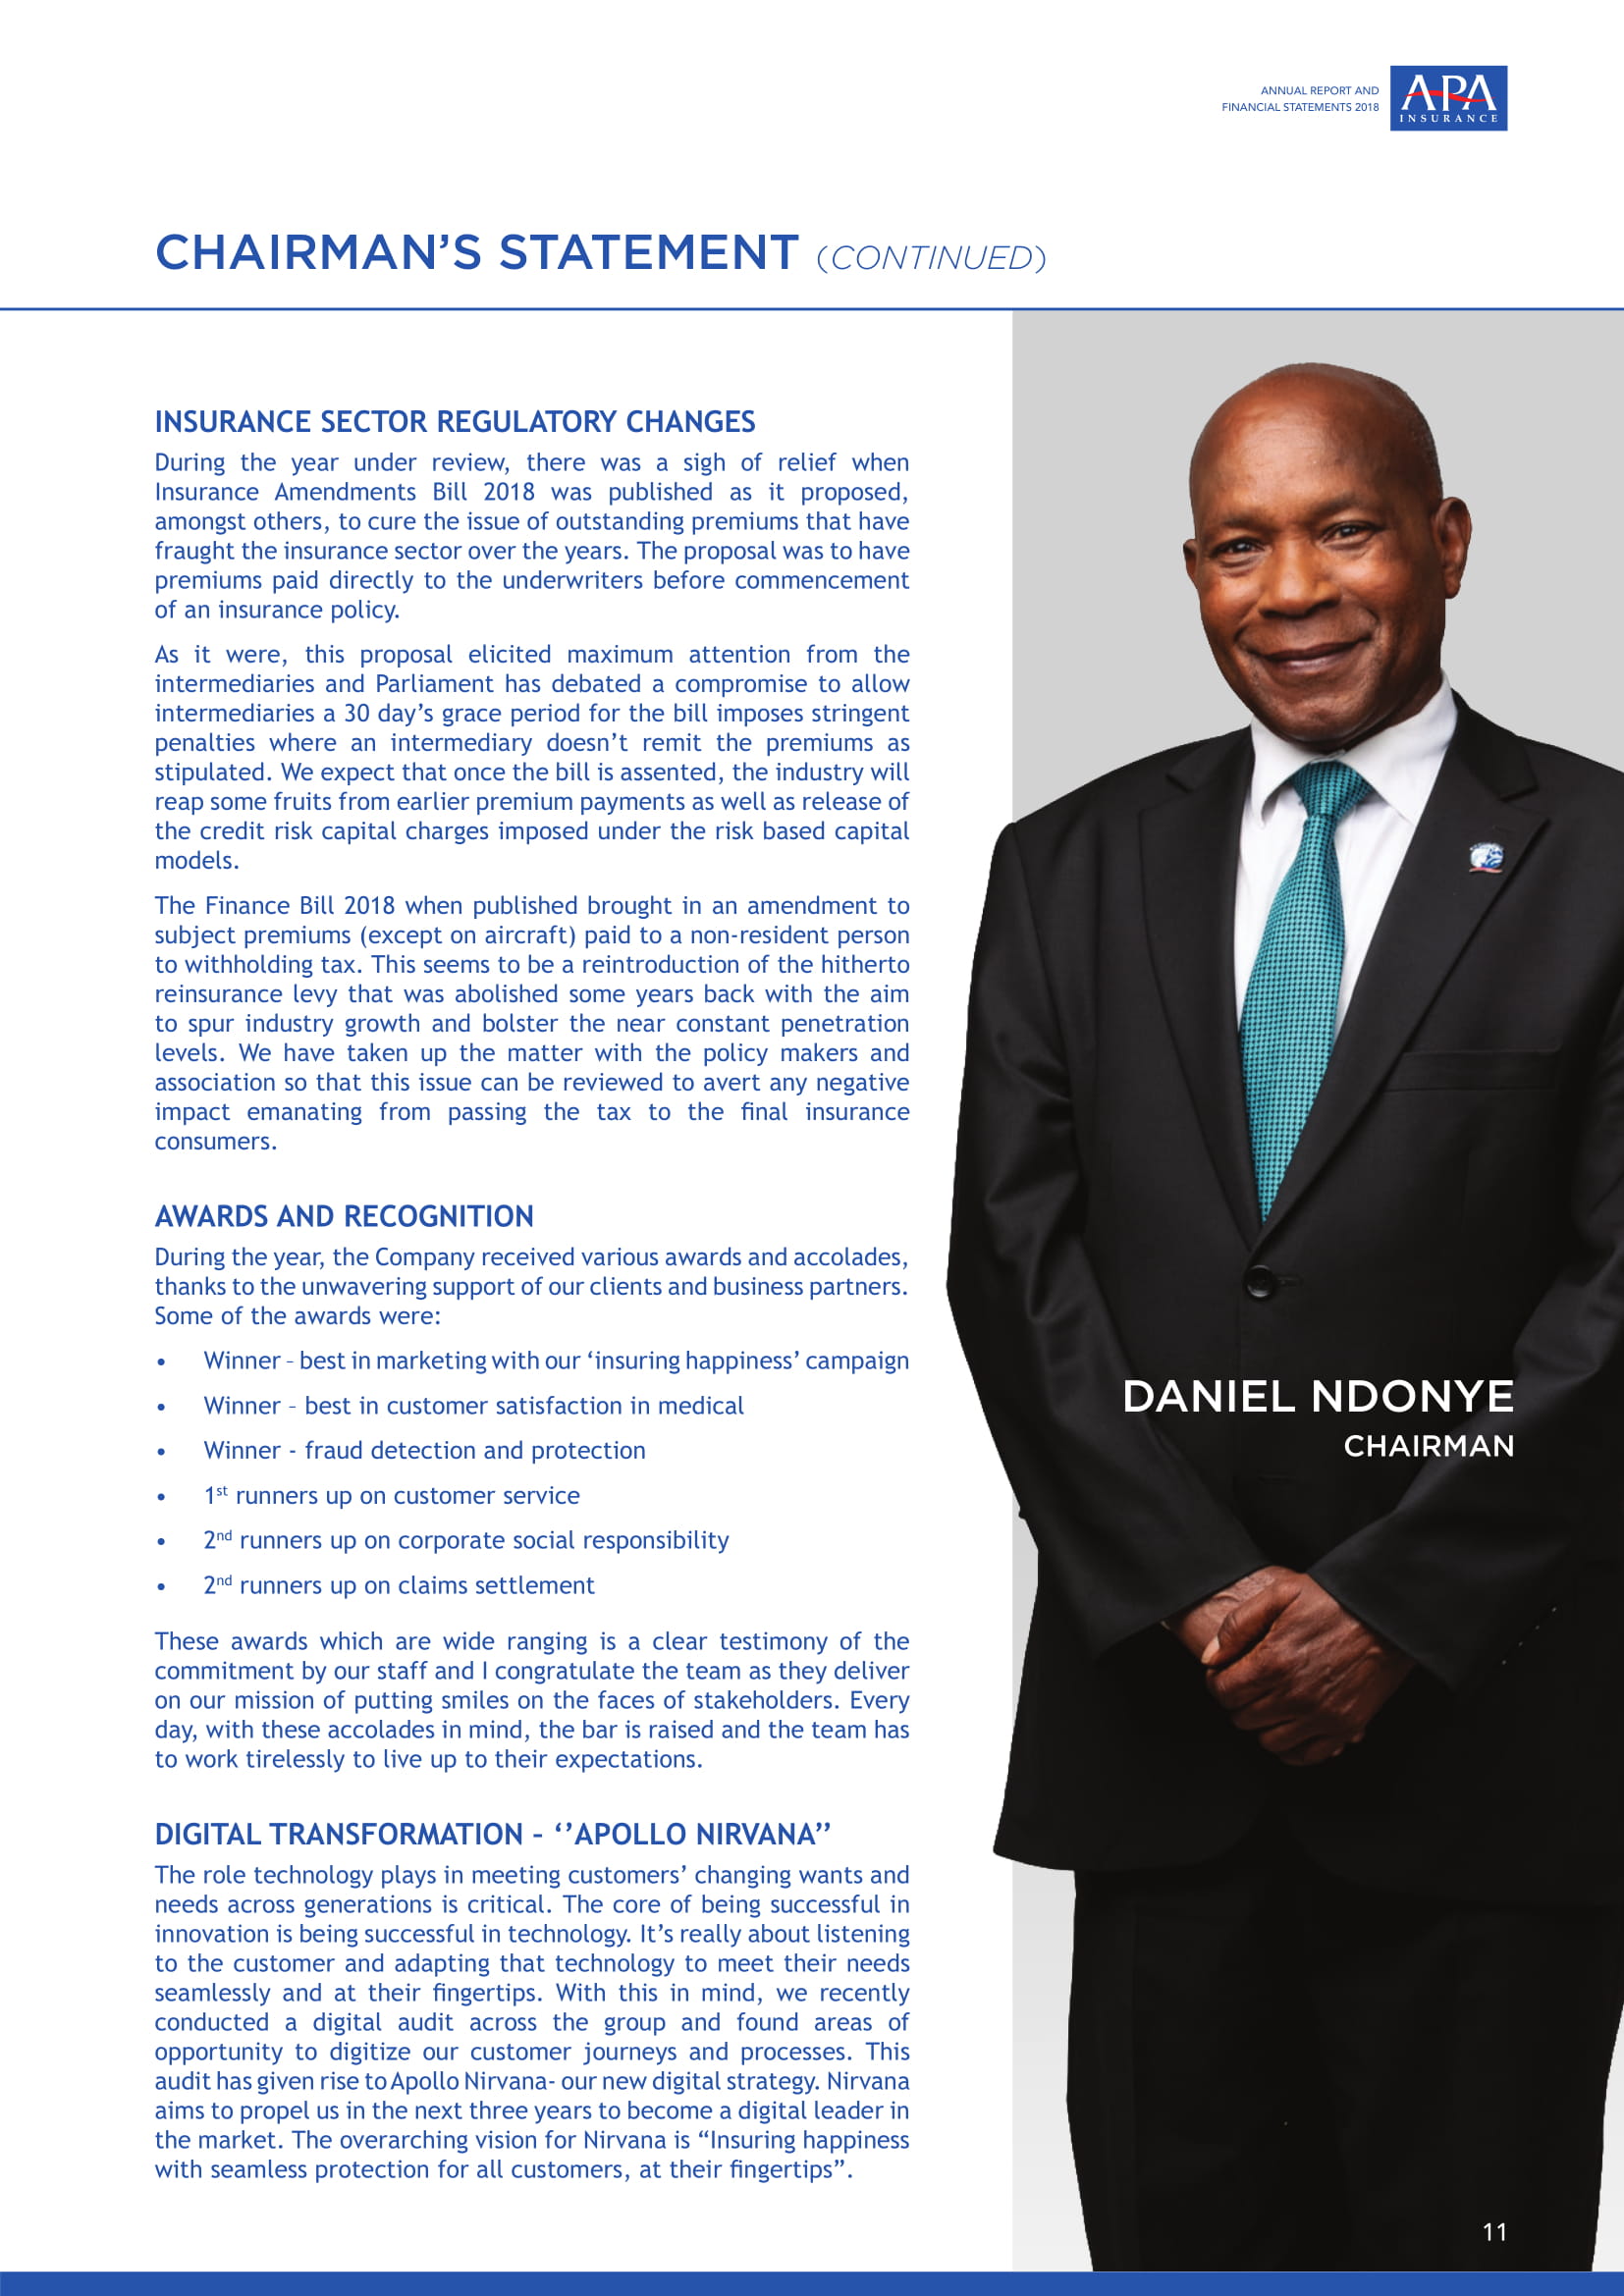 ANNUAL REPORT AND
FINANCIAL STATEMENTS 2018
APA
INSURANCE
CHAIRMAN’S STATEMENT (CONTINUED)
INSURANCE SECTOR REGULATORY CHANGES
During the year under review, there was a sigh of relief when
Insurance Amendments Bill 2018 was published as it proposed,
amongst others, to cure the issue of outstanding premiums that have
fraught the insurance sector over the years. The proposal was to have
premiums paid directly to the underwriters before commencement
of an insurance policy.
As it were, this proposal elicited maximum attention from the
intermediaries and Parliament has debated a compromise to allow
intermediaries a 30 day’s grace period for the bill imposes stringent
penalties where an intermediary doesn’t remit the premiums as
stipulated. We expect that once the bill is assented, the industry will
reap some fruits from earlier premium payments as well as release of
the credit risk capital charges imposed under the risk based capital
models.
The Finance Bill 2018 when published brought in an amendment to
subject premiums (except on aircraft) paid to a non-resident person
to withholding tax. This seems to be a reintroduction of the hitherto
reinsurance levy that was abolished some years back with the aim
to spur industry growth and bolster the near constant penetration
levels. We have taken up the matter with the policy makers and
association so that this issue can be reviewed to avert any negative
impact emanating from passing the tax to the final insurance
consumers.
AWARDS AND RECOGNITION
During the year, the Company received various awards and accolades,
thanks to the unwavering support of our clients and business partners.
Some of the awards were:
• Winner – best in marketing with our ‘insuring happiness’ campaign
• Winner – best in customer satisfaction in medical
• Winner - fraud detection and protection
• 1st runners up on customer service
• 2nd runners up on corporate social responsibility
• 2nd runners up on claims settlement
These awards which are wide ranging is a clear testimony of the
commitment by our staff and I congratulate the team as they deliver
on our mission of putting smiles on the faces of stakeholders. Every
day, with these accolades in mind, the bar is raised and the team has
to work tirelessly to live up to their expectations.
DIGITAL TRANSFORMATION – ‘’APOLLO NIRVANA’’
The role technology plays in meeting customers’ changing wants and
needs across generations is critical. The core of being successful in
innovation is being successful in technology. It’s really about listening
to the customer and adapting that technology to meet their needs
seamlessly and at their fingertips. With this in mind, we recently
conducted a digital audit across the group and found areas of
opportunity to digitize our customer journeys and processes. This
audit has given rise to Apollo Nirvana- our new digital strategy. Nirvana
aims to propel us in the next three years to become a digital leader in
the market. The overarching vision for Nirvana is “Insuring happiness
with seamless protection for all customers, at their fingertips”.
DANIEL NDONYE
CHAIRMAN
11